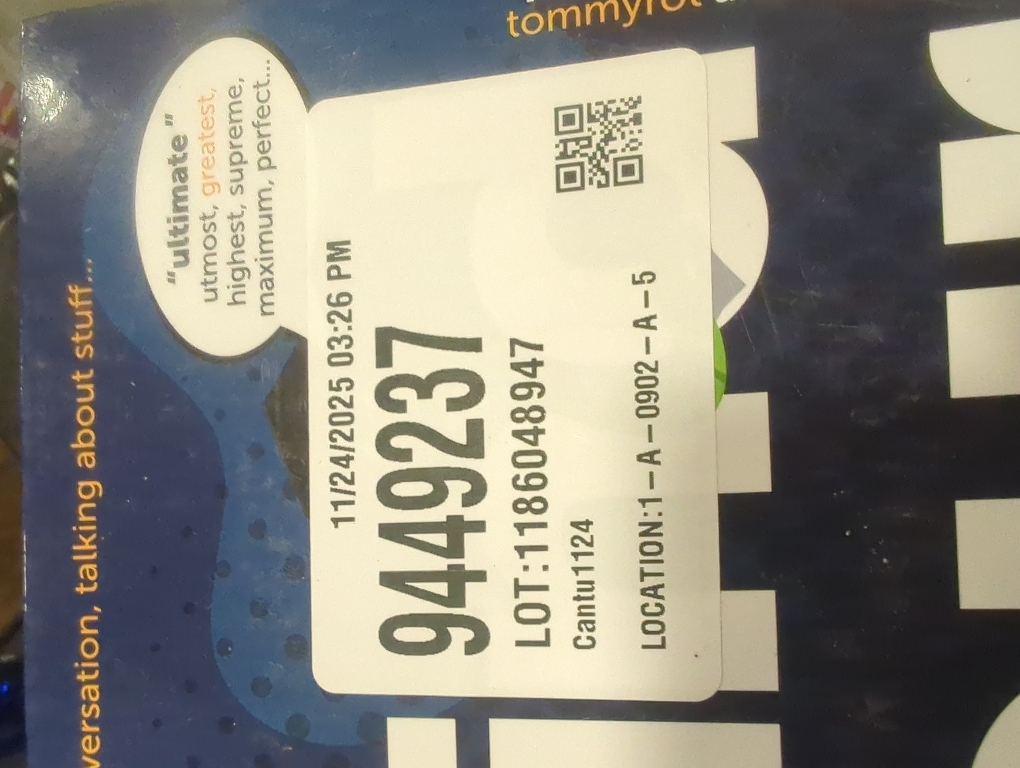 conversation, talking about stuff...
"ultimate"
utmost, greatest,
highest, supreme,
maximum, perfect...
11/24/2025 03:26 PM
9449237
LOT:1186048947
Cantu1124
LOCATION:1-A-0902-A-5
tommyrot